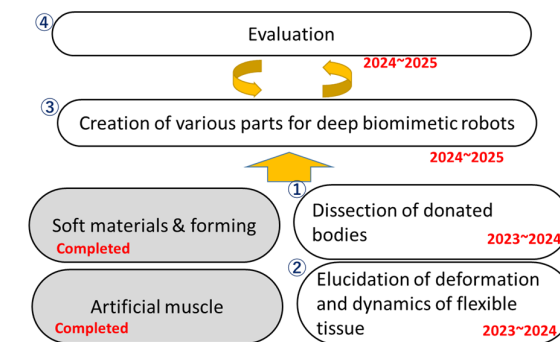 ④
Evaluation
2024~2025
③
Creation of various parts for deep biomimetic robots
2024~2025
①
Soft materials & forming
Completed
Dissection of donated
bodies
2023~2024
②
Artificial muscle
Completed
Elucidation of deformation
and dynamics of flexible
tissue
2023~2024